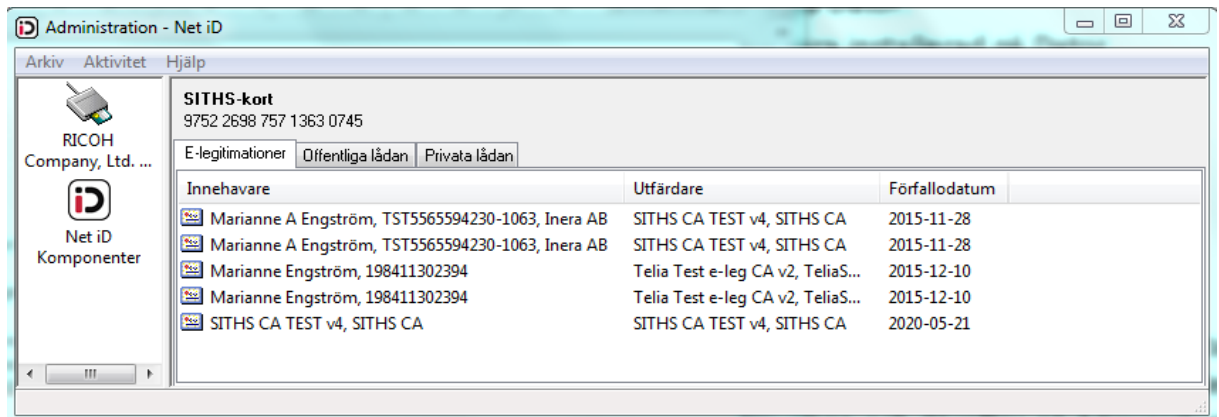 Administration - Net iD
Arkiv Aktivitet Hjälp
RICOH
Company, Ltd. ...
Net iD
Komponenter
SITHS-kort
9752 2698 757 1363 0745
E-legitimationer Offentliga lådan Privata lådan
Innehavare Utfärdare Förfallodatum
Marianne A Engström, TST5565594230-1063, Inera AB SITHS CA TEST v4, SITHS CA 2015-11-28
Marianne A Engström, TST5565594230-1063, Inera AB SITHS CA TEST v4, SITHS CA 2015-11-28
Marianne Engström, 198411302394 Telia Test e-leg CA v2, TeliaS... 2015-12-10
Marianne Engström, 198411302394 Telia Test e-leg CA v2, TeliaS... 2015-12-10
SITHS CA TEST v4, SITHS CA SITHS CA TEST v4, SITHS CA 2020-05-21